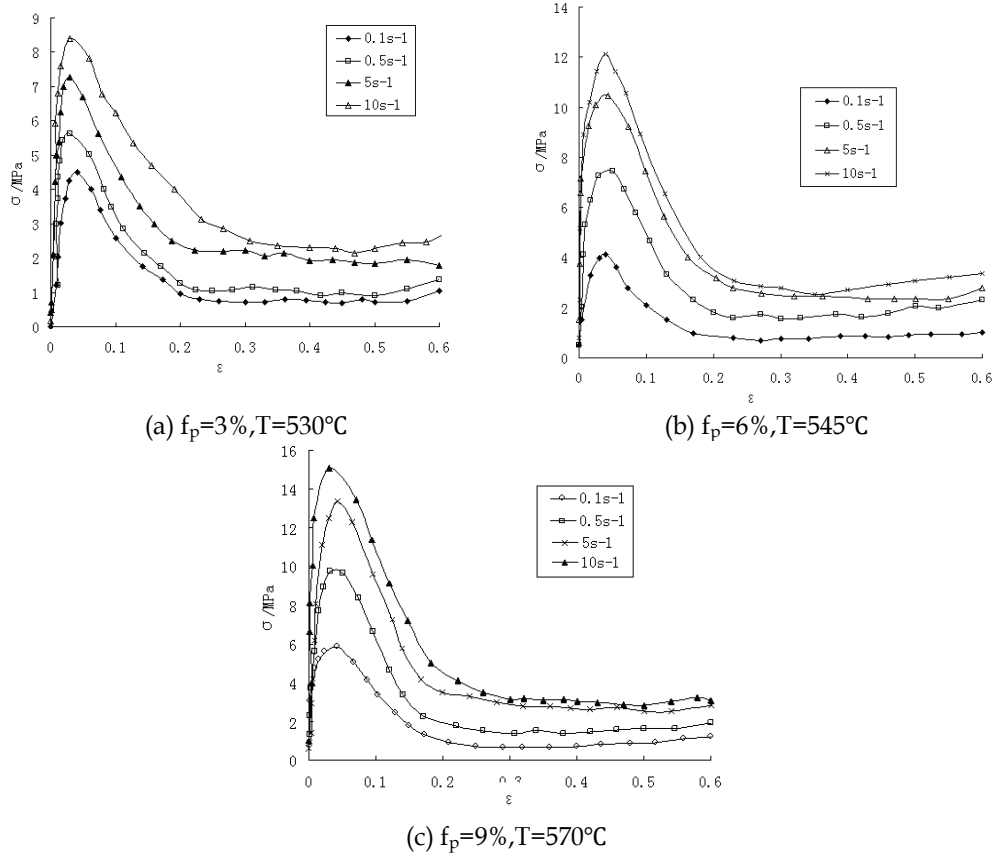 9
8
7
6
5
4
3
2
1
0
σ/MPa
0.1s-1
0.5s-1
5s-1
10s-1
0 0.1 0.2 0.3 0.4 0.5 0.6
ε
(a) fp=3%,T=530℃
14
12
10
8
6
4
2
0
σ/MPa
0.1s-1
0.5s-1
5s-1
10s-1
0 0.1 0.2 0.3 0.4 0.5 0.6
ε
(b) fp=6%,T=545℃
16
14
12
10
8
6
4
2
0
σ/MPa
0.1s-1
0.5s-1
5s-1
10s-1
0 0.1 0.2 0.3 0.4 0.5 0.6
ε
(c) fp=9%,T=570℃